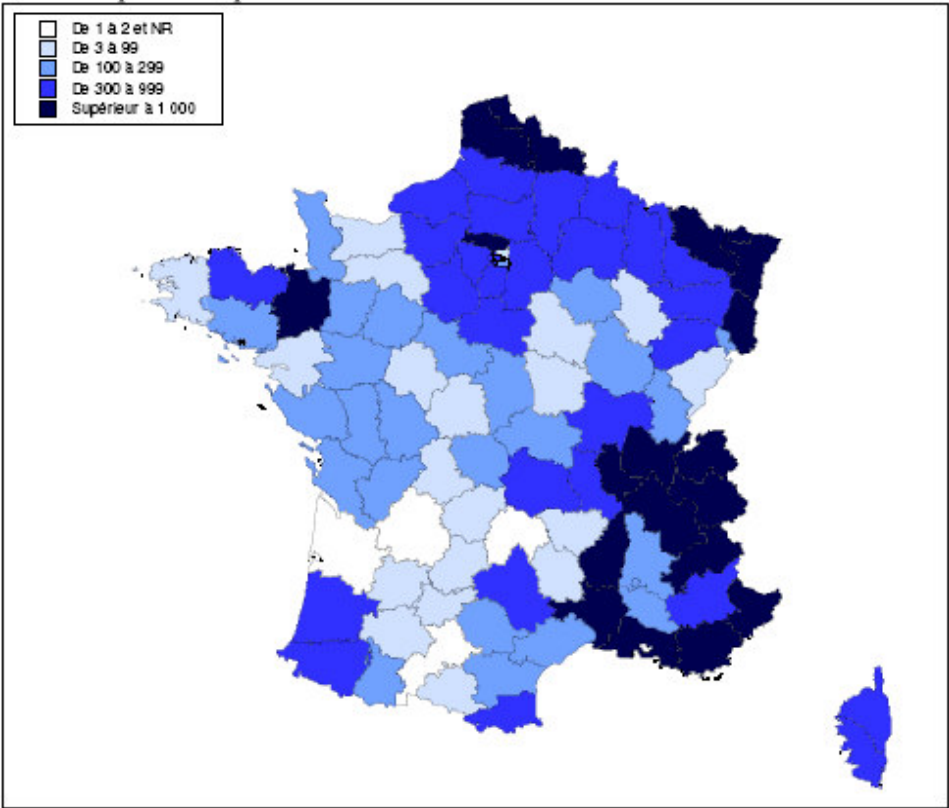 De 1 à 2 et NR
De 3 à 99
De 100 à 299
De 300 à 999
Supérieur à 1 000